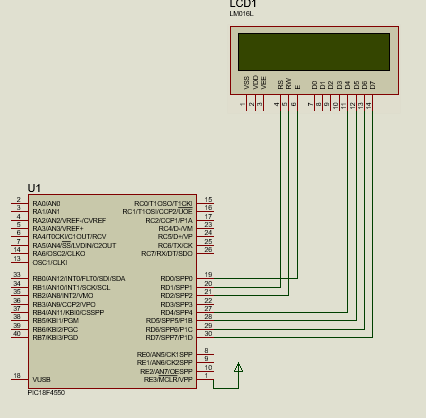 LCD1
LM016L
VSS
VDD
VEE
RS
RW
E
D0
D1
D2
D3
D4
D5
D6
D7
1
2
3
4
5
6
7
8
9
10
11
12
13
14
U1
2 RA0/AN0 RC0/T1OSO/T1CKI 15
3 RA1/AN1 RC1/T1OSI/CCP2/UOE 16
4 RA2/AN2/VREF-/CVREF RC2/CCP1/P1A 17
5 RA3/AN3/VREF+ RC4/D-/VM 23
6 RA4/T0CKI/C1OUT/RCV RC5/D+/VP 24
7 RA5/AN4/SS/LVDIN/C2OUT RC6/TX/CK 25
14 RA6/OSC2/CLKO RC7/RX/DT/SDO 26
13 OSC1/CLKI
33 RB0/AN12/INT0/FLT0/SDI/SDA RD0/SPP0 19
34 RB1/AN10/INT1/SCK/SCL RD1/SPP1 20
35 RB2/AN8/INT2/VMO RD2/SPP2 21
36 RB3/AN9/CCP2/VPO RD3/SPP3 22
37 RB4/AN11/KBI0/CSSPP RD4/SPP4 27
38 RB5/KBI1/PGM RD5/SPP5/P1B 28
39 RB6/KBI2/PGC RD6/SPP6/P1C 29
40 RB7/KBI3/PGD RD7/SPP7/P1D 30
RE0/AN5/CK1SPP 8
RE1/AN6/CK2SPP 9
RE2/AN7/OESPP 10
18 VUSB RE3/MCLR/VPP 1
PIC18F4550